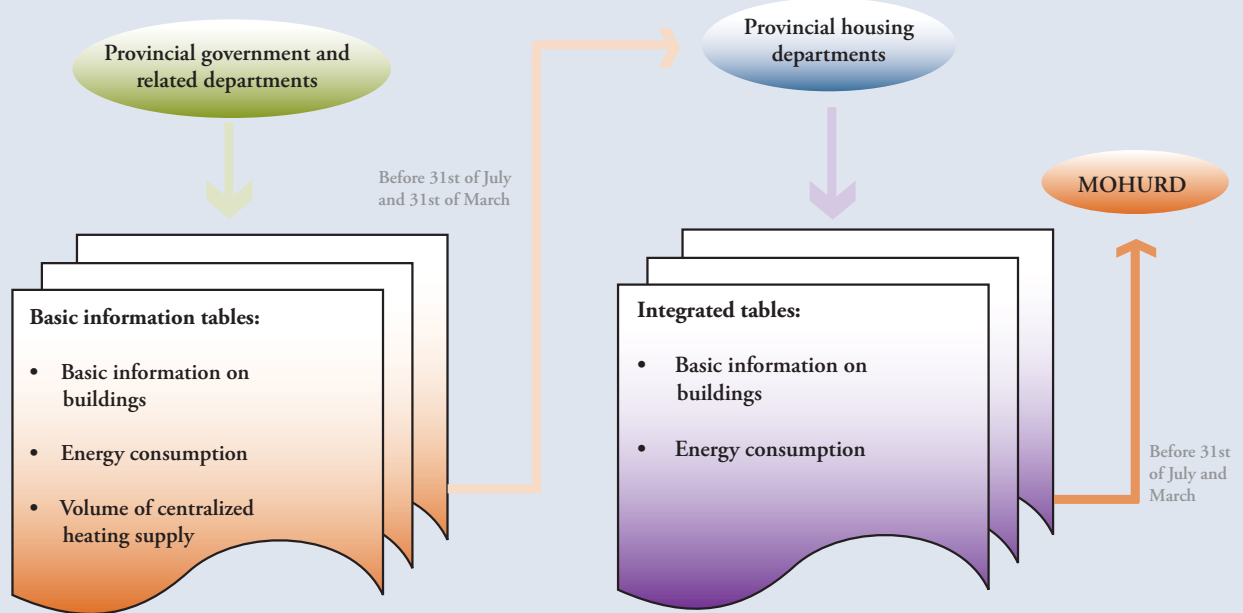 Provincial government and
related departments
Before 31st of July
and 31st of March
Basic information tables:
• Basic information on
buildings
• Energy consumption
• Volume of centralized
heating supply
Provincial housing
departments
Integrated tables:
• Basic information on
buildings
• Energy consumption
Before 31st
of July and
March
MOHURD